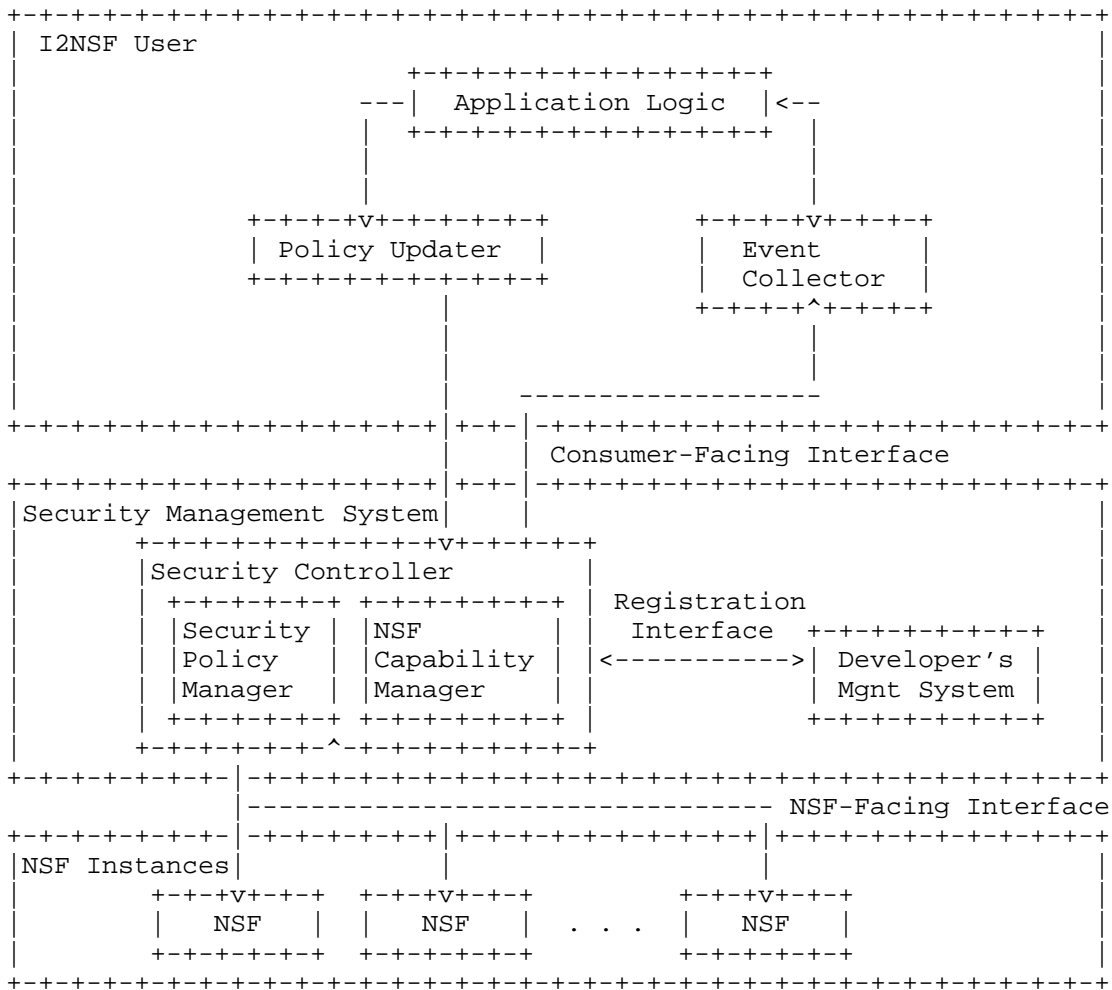 I2NSF User
Application Logic
Policy Updater
Event
Collector
Consumer-Facing Interface
Security Management System
Security Controller
Registration
Security NSF Interface
Policy Capability Developer's
Manager Manager Mgnt System
NSF-Facing Interface
NSF Instances
NSF NSF . . . NSF